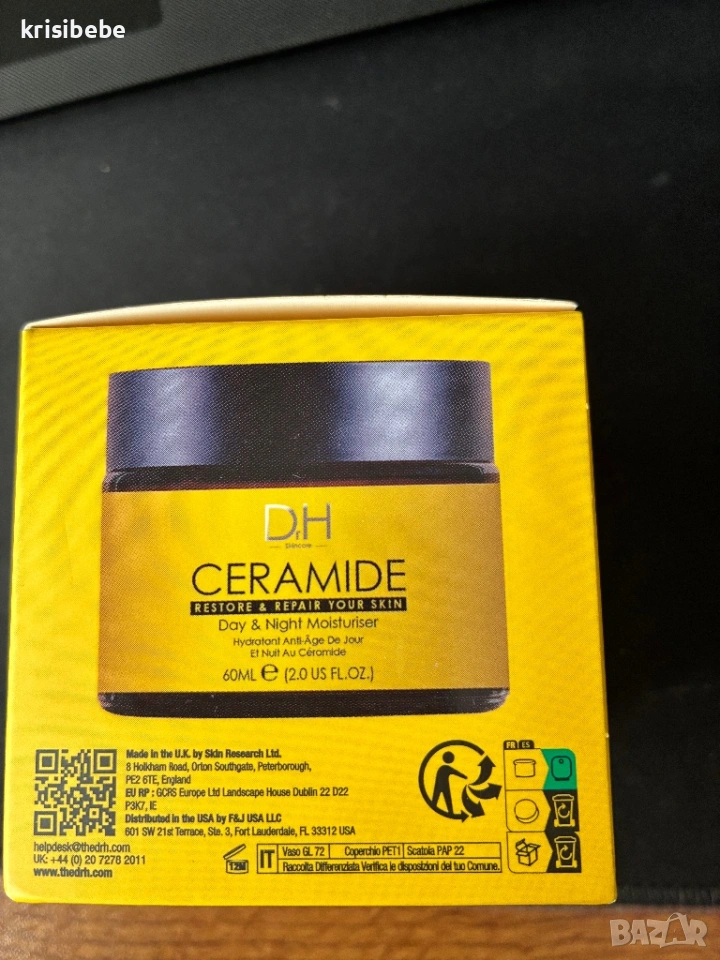 krisibebe
DrH
Skincare
CERAMIDE
RESTORE & REPAIR YOUR SKIN
Day & Night Moisturiser
Hydratant Anti-Âge De Jour
Et Nuit Au Céramide
60ML e (2.0 US FL.OZ.)
Made in the U.K. by Skin Research Ltd.
8 Holkham Road, Orton Southgate, Peterborough,
PE2 6TE, England
EU RP : GCRS Europe Ltd Landscape House Dublin 22 D22
P3K7, IE
Distributed in the USA by F&J USA LLC
601 SW 21st Terrace, Ste. 3, Fort Lauderdale, FL 33312 USA
helpdesk@thedrh.com
UK: +44 (0) 20 7278 2011
www.thedrh.com
12M
IT
Vaso GL 72 Coperchio PET1 Scatola PAP 22
Raccolta Differenziata Verifica le disposizioni del tuo Comune.
FR ES
BAZAR